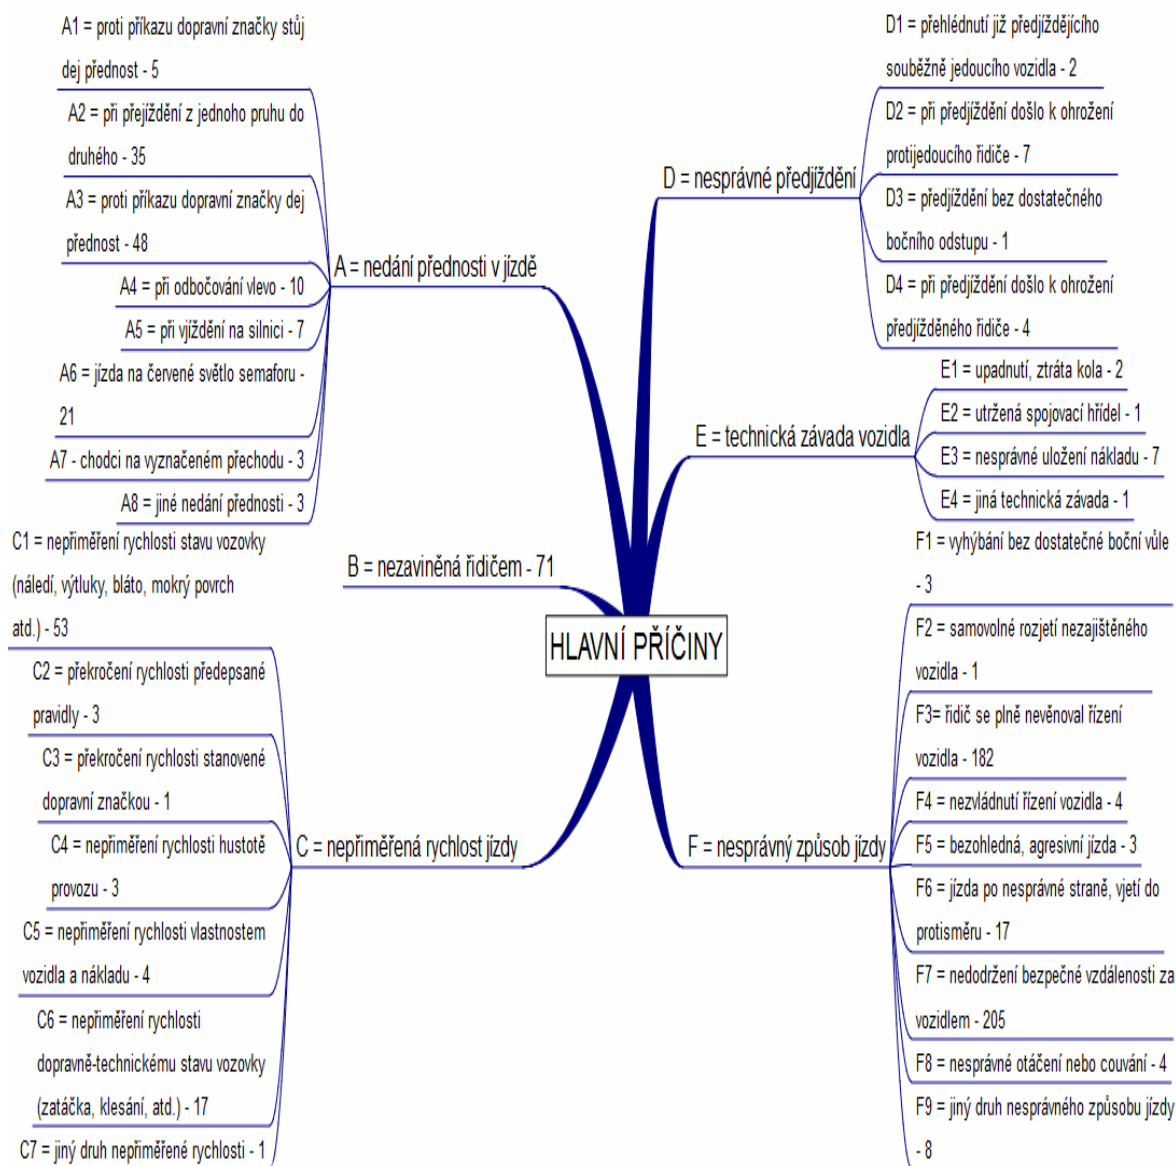 A1 = proti příkazu dopravní značky stůj
dej přednost - 5
A2 = při přejíždění z jednoho pruhu do
druhého - 35
A3 = proti příkazu dopravní značky dej
přednost - 48
A4 = při odbočování vlevo - 10
A5 = při vjíždění na silnici - 7
A6 = jízda na červené světlo semaforu -
21
A7 - chodci na vyznačeném přechodu - 3
A8 = jiné nedání přednosti - 3
A = nedání přednosti v jízdě
B = nezaviněná řidičem - 71
C1 = nepřiměření rychlosti stavu vozovky
(náledí, výtluky, bláto, mokrý povrch
atd.) - 53
C2 = překročení rychlosti předepsané
pravidly - 3
C3 = překročení rychlosti stanovené
dopravní značkou - 1
C4 = nepřiměření rychlosti hustotě
provozu - 3
C5 = nepřiměření rychlosti vlastnostem
vozidla a nákladu - 4
C6 = nepřiměření rychlosti
dopravně-technickému stavu vozovky
(zatáčka, klesání, atd.) - 17
C7 = jiný druh nepřiměřené rychlosti - 1
C = nepřiměřená rychlost jízdy
HLAVNÍ PŘÍČINY
D = nesprávné předjíždění
D1 = přehlédnutí již předjíždějícího
souběžně jedoucího vozidla - 2
D2 = při předjíždění došlo k ohrožení
protijedoucího řidiče - 7
D3 = předjíždění bez dostatečného
bočního odstupu - 1
D4 = při předjíždění došlo k ohrožení
předjížděného řidiče - 4
E = technická závada vozidla
E1 = upadnutí, ztráta kola - 2
E2 = utržená spojovací hřídel - 1
E3 = nesprávné uložení nákladu - 7
E4 = jiná technická závada - 1
F = nesprávný způsob jízdy
F1 = vyhýbání bez dostatečné boční vůle
- 3
F2 = samovolné rozjetí nezajištěného
vozidla - 1
F3= řidič se plně nevěnoval řízení
vozidla - 182
F4 = nezvládnutí řízení vozidla - 4
F5 = bezohledná, agresivní jízda - 3
F6 = jízda po nesprávné straně, vjetí do
protisměru - 17
F7 = nedodržení bezpečné vzdálenosti za
vozidlem - 205
F8 = nesprávné otáčení nebo couvání - 4
F9 = jiný druh nesprávného způsobu jízdy
- 8